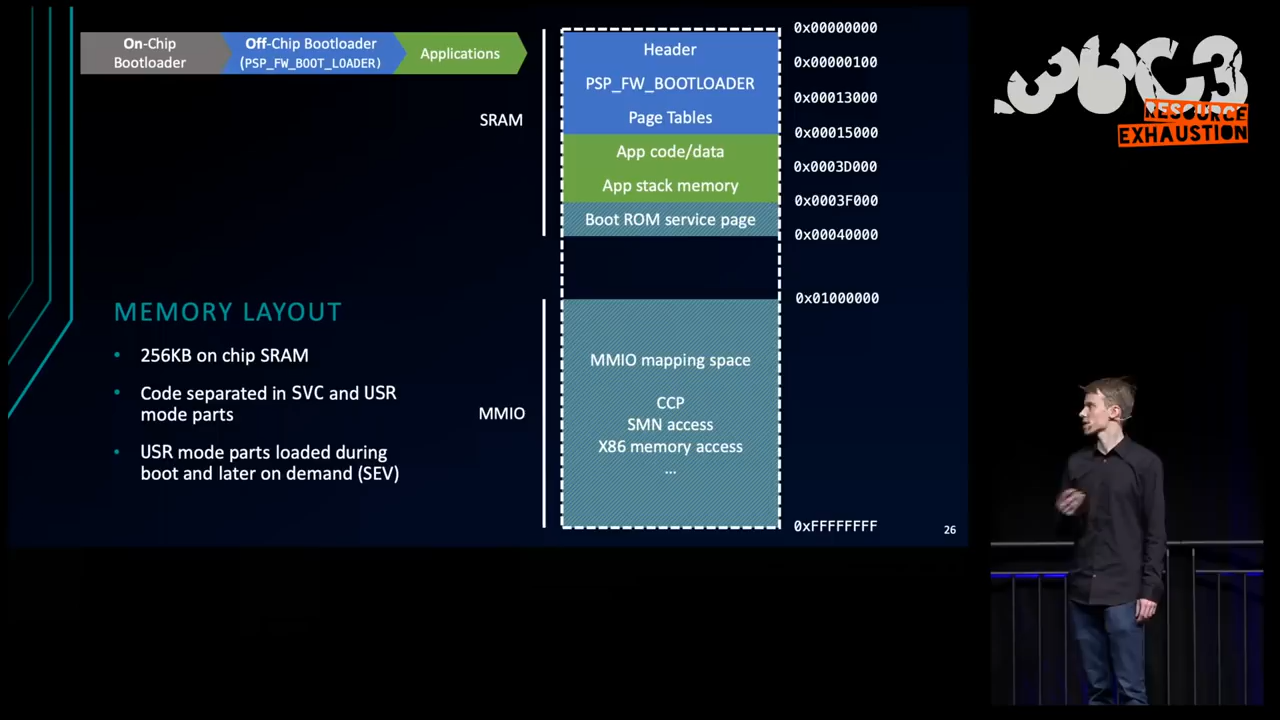 On-Chip
Bootloader
Off-Chip Bootloader
(PSP_FW_BOOT_LOADER)
Applications
SRAM
Header
PSP_FW_BOOTLOADER
Page Tables
App code/data
App stack memory
Boot ROM service page
0x00000000
0x00000100
0x00013000
0x00015000
0x0003D000
0x0003F000
0x00040000
0x01000000
MEMORY LAYOUT
• 256KB on chip SRAM
• Code separated in SVC and USR
mode parts
• USR mode parts loaded during
boot and later on demand (SEV)
MMIO
MMIO mapping space
CCP
SMN access
X86 memory access
...
0xFFFFFFFF
26
36C3
RESOURCE
EXHAUSTION